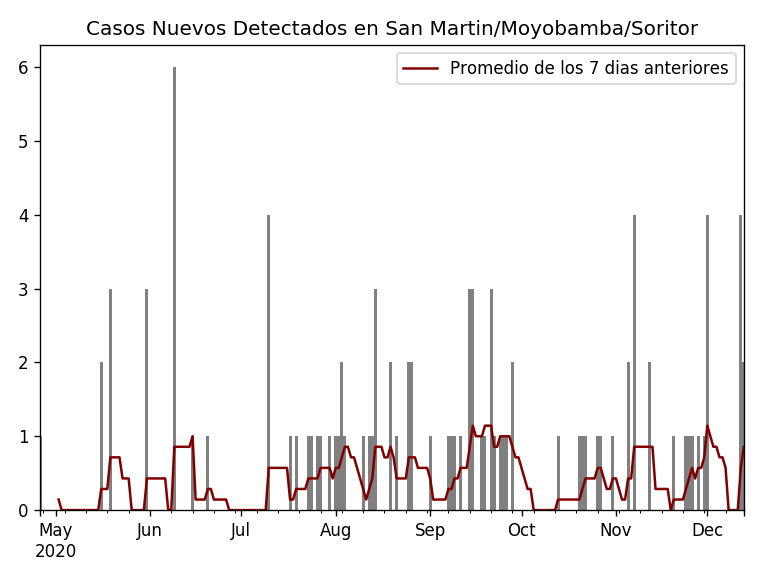 Casos Nuevos Detectados en San Martin/Moyobamba/Soritor
Promedio de los 7 dias anteriores
6
5
4
3
2
1
0
May Jun Jul Aug Sep Oct Nov Dec
2020